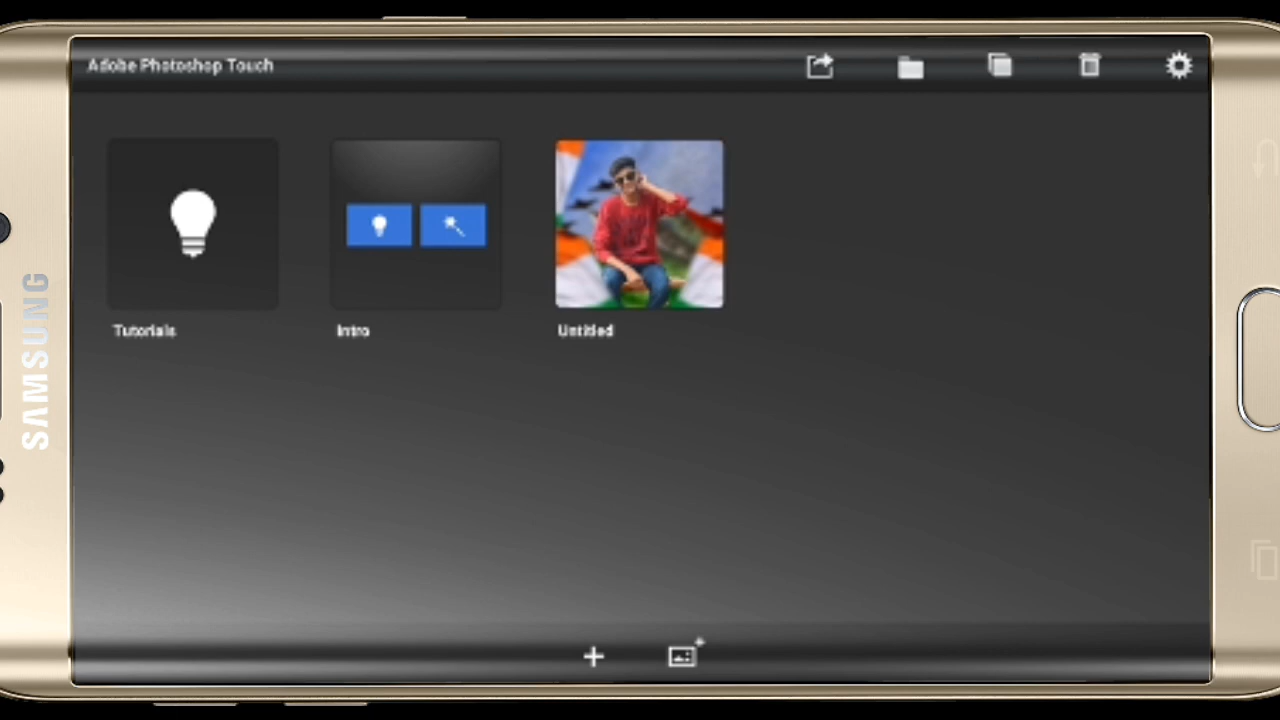 Adobe Photoshop Touch
Tutorials
Intro
Untitled
SAMSUNG